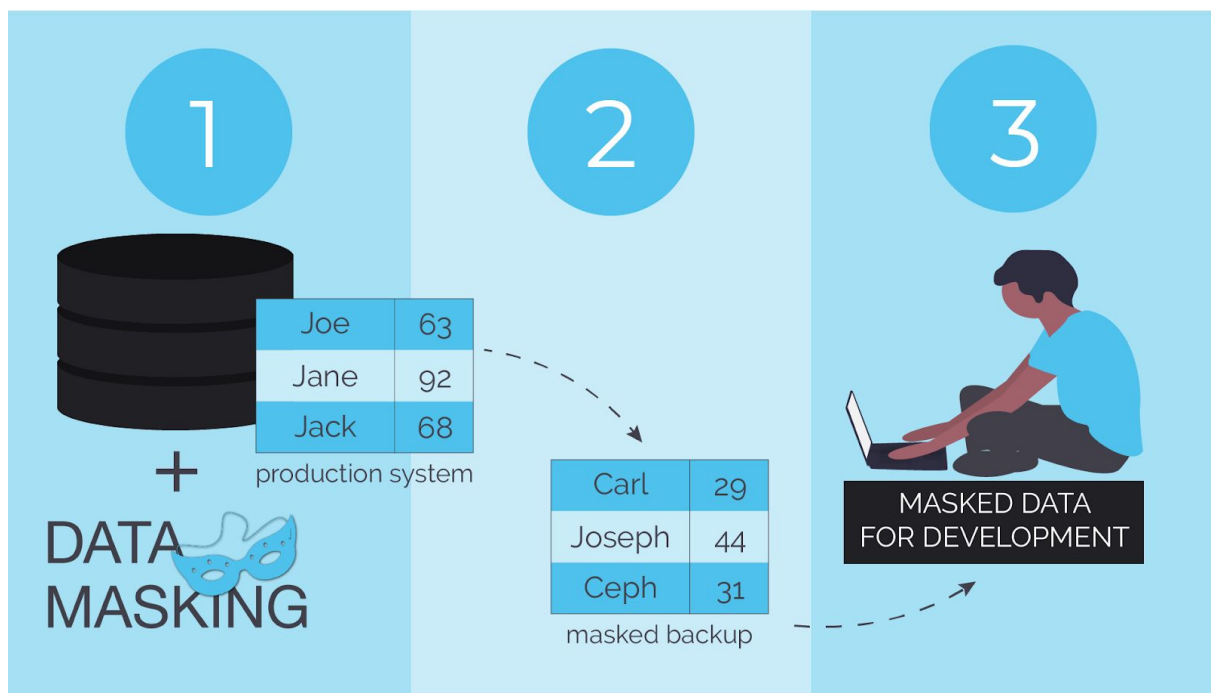 1
2
3
Joe 63
Jane 92
Jack 68
production system
+
DATA
MASKING
Carl 29
Joseph 44
Ceph 31
masked backup
MASKED DATA
FOR DEVELOPMENT